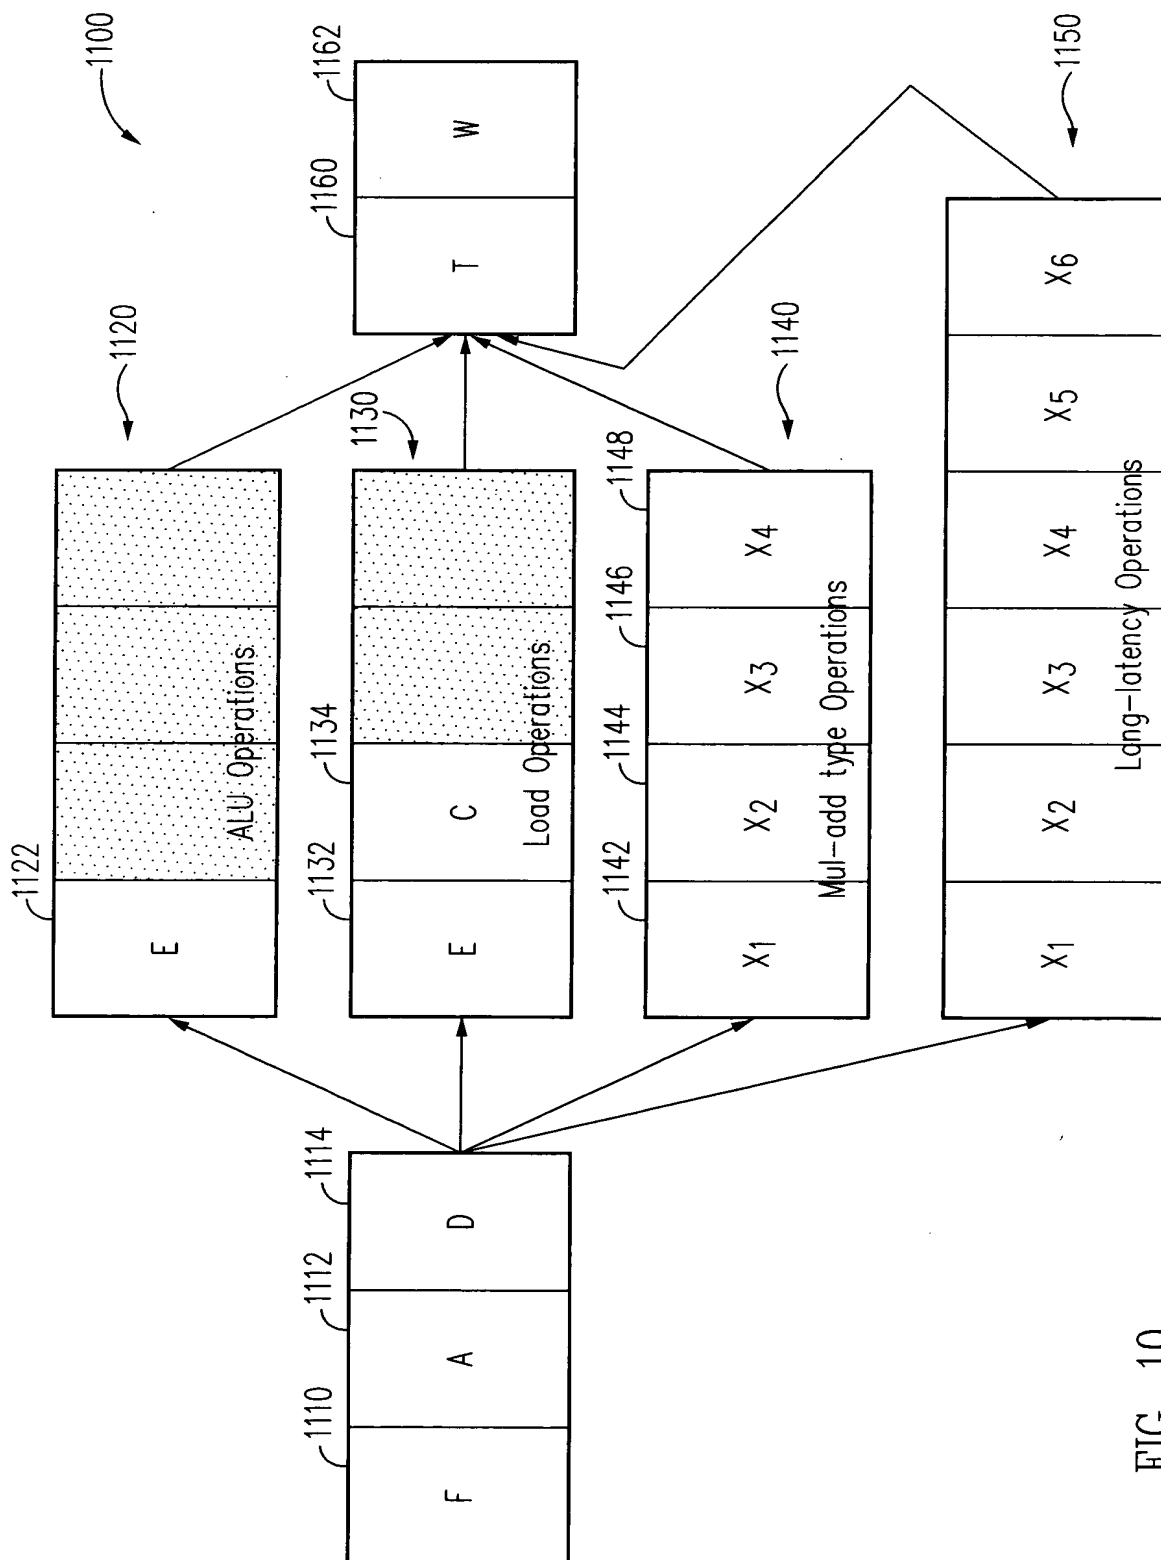 1100
1110
1112
1114
F
A
D
1122
1120
E
ALU Operations
1132
1134
1130
E
C
Load Operations
1142
1144
1146
1148
1140
X1
X2
X3
X4
Mul-add type Operations
1150
X1
X2
X3
X4
X5
X6
Long-latency Operations
1160
1162
T
W
FIG. 10